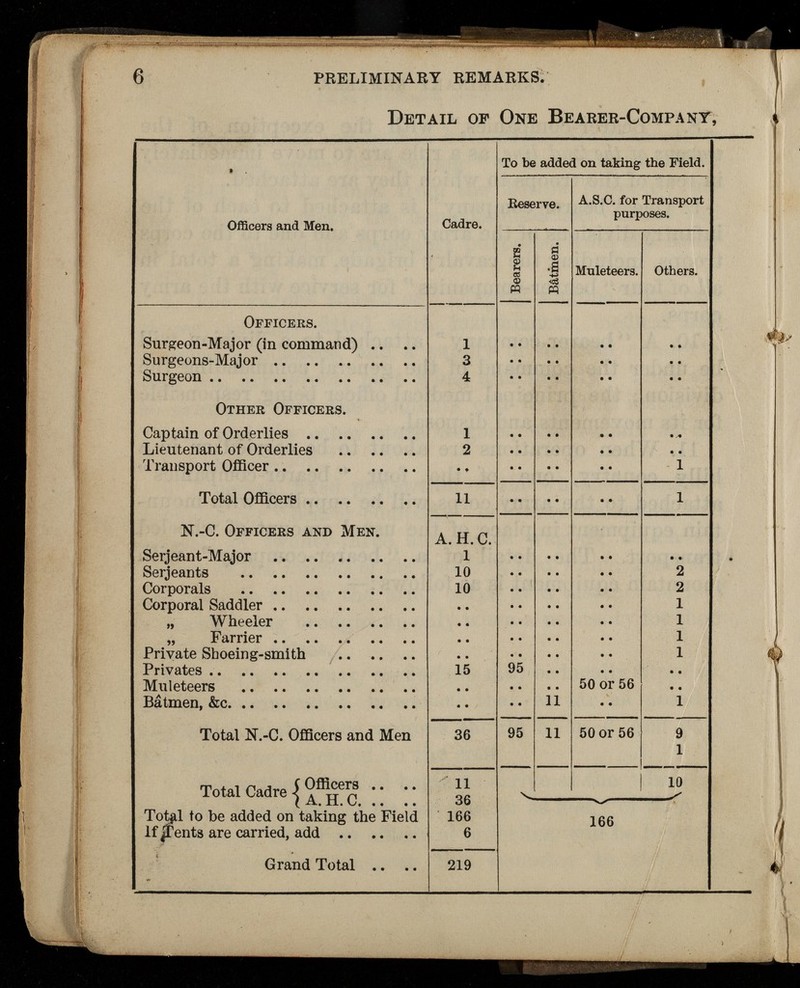 6 PRELIMINARY REMARKS.
DETAIL OF ONE BEARER-COMPANY,
Officers and Men. Cadre. To be added on taking the Field.
Reserve. A.S.C. for Transport purposes.
Bearers. Bâtmen. Muleteers. Others.
OFFICERS.
Surgeon-Major (in command) .. .. 1 .. .. .. ..
Surgeons-Major .. .. .. .. .. .. 3 .. .. .. ..
Surgeon .. .. .. .. .. .. .. .. 4 .. .. .. ..
OTHER OFFICERS.
Captain of Orderlies .. .. .. .. .. 1 .. .. .. ..
Lieutenant of Orderlies .. .. .. .. 2 .. .. .. ..
Transport Officer .. .. .. .. .. .. .. .. .. .. 1
Total Officers .. .. .. .. .. 11 .. .. .. 1
N.-C. OFFICERS AND MEN. A. H. C.
Serjeant-Major .. .. .. .. .. .. 1 .. .. .. ..
Serjeants .. .. .. .. .. .. .. 10 .. .. .. 2
Corporals .. .. .. .. .. .. .. 10 .. .. .. 2
Corporal Saddler .. .. .. .. .. .. .. .. .. .. 1
„ Wheeler .. .. .. .. .. .. .. .. .. 1
„ Farrier .. .. .. .. .. .. .. .. .. .. 1
Private Shoeing-smith .. .. .. .. .. .. .. .. 1
Privates .. .. .. .. .. .. .. .. 15 95 .. .. ..
Muleteers .. .. .. .. .. .. .. .. .. .. 50 or 56 ..
Bâtmen, &c. .. .. .. .. .. .. .. .. .. 11 .. 1
Total N.-C. Officers and Men 36 95 11 50 or 56 9
1
Total Cadre { Officers .. .. 11 10
A. H. C. .. .. 36
Total to be added on taking the Field 166 166
If Tents are carried, add .. .. .. 6
Grand Total .. .. 219